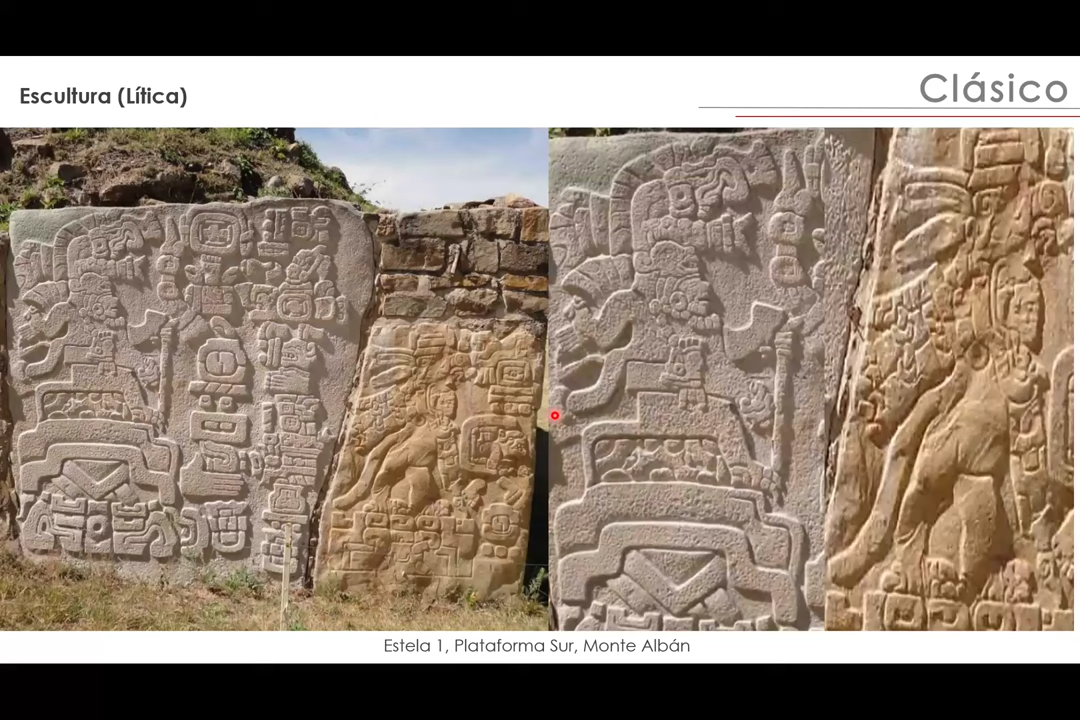 Escultura (Lítica)
Clásico
Estela 1, Plataforma Sur, Monte Albán